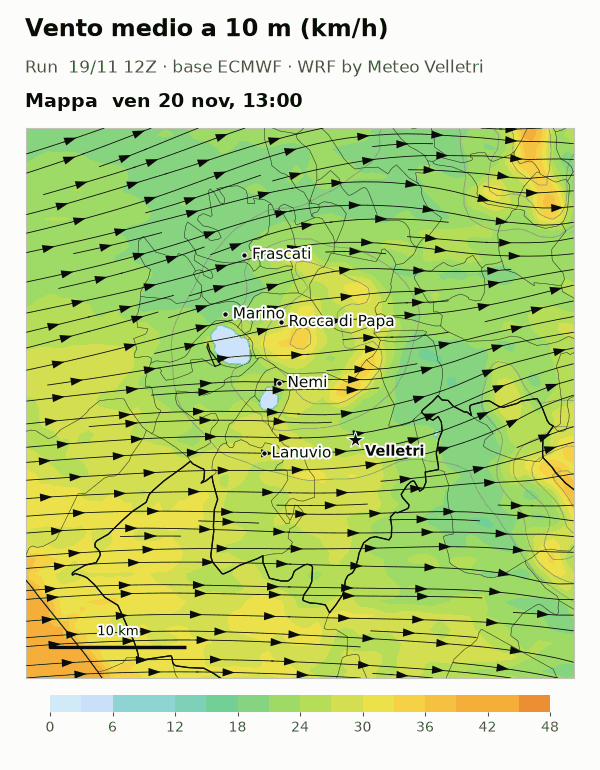 Vento medio a 10 m (km/h)
Run  19/11 12Z · base ECMWF · WRF by Meteo Velletri
Mappa  ven 20 nov, 13:00
Frascati
Marino
Rocca di Papa
Nemi
Velletri
Lanuvio
10 km
0 6 12 18 24 30 36 42 48